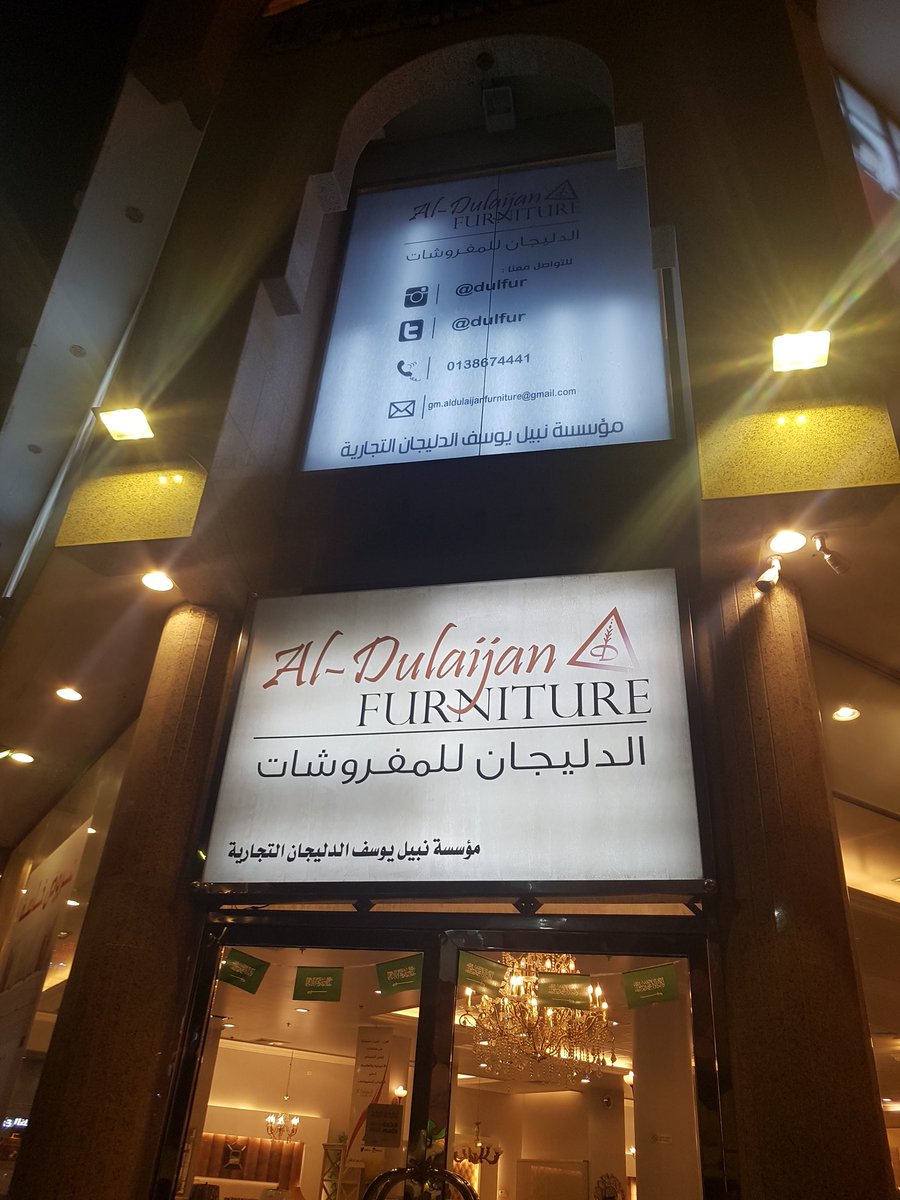 Al-Dulaijan
FURNITURE
الدليجان للمفروشات
للتواصل معنا :
@dulfur
@dulfur
0138674441
gm.aldulaijanfurniture@gmail.com
مؤسسة نبيل يوسف الدليجان التجارية
Al-Dulaijan
FURNITURE
الدليجان للمفروشات
مؤسسة نبيل يوسف الدليجان التجارية